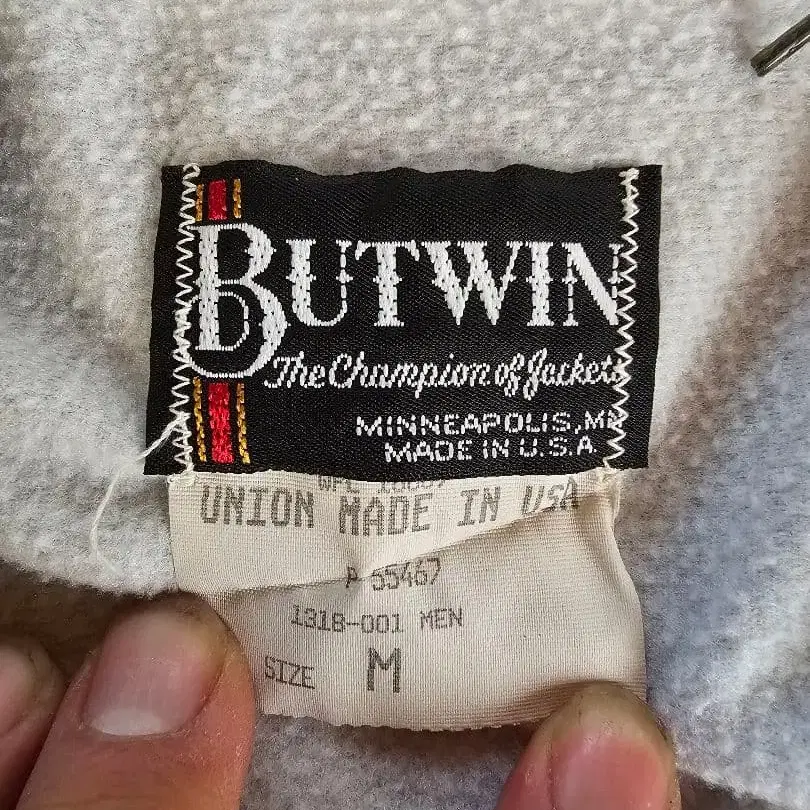 BUTWIN
The Champion of Jackets
MINNEAPOLIS, MN
MADE IN U.S.A.
UNION MADE IN USA
P 55467
1318-001 MEN
SIZE M